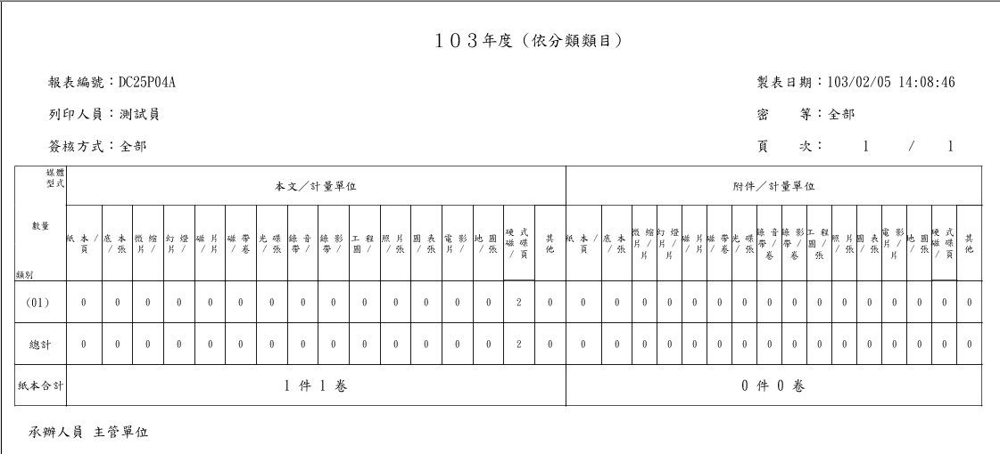 １０３年度（依分類類目）
報表編號：DC25P04A
製表日期：103/02/05 14:08:46
列印人員：測試員
密　　等：全部
簽核方式：全部
頁　　次：　　1　　/　　1
媒體型式
數量
類別
本文／計量單位
附件／計量單位
紙本/頁 底本/張 微縮片/ 幻燈片/ 磁片/片 磁帶/卷 光碟/張 錄音帶/ 錄影帶/ 工程圖/ 照片/張 圖表/張 電影片/ 地圖/張 硬式磁碟/頁 其他
紙本/頁 底本/張 微縮片/片 幻燈片/片 磁片/片 磁帶/卷 光碟/張 錄音帶/卷 錄影帶/卷 工程圖/張 照片/張 圖表/張 電影片/片 地圖/張 硬式磁碟/頁 其他
(01) 0 0 0 0 0 0 0 0 0 0 0 0 0 0 2 0 0 0 0 0 0 0 0 0 0 0 0 0 0 0 0 0
總計 0 0 0 0 0 0 0 0 0 0 0 0 0 0 2 0 0 0 0 0 0 0 0 0 0 0 0 0 0 0 0 0
紙本合計 1 件 1 卷 0 件 0 卷
承辦人員 主管單位